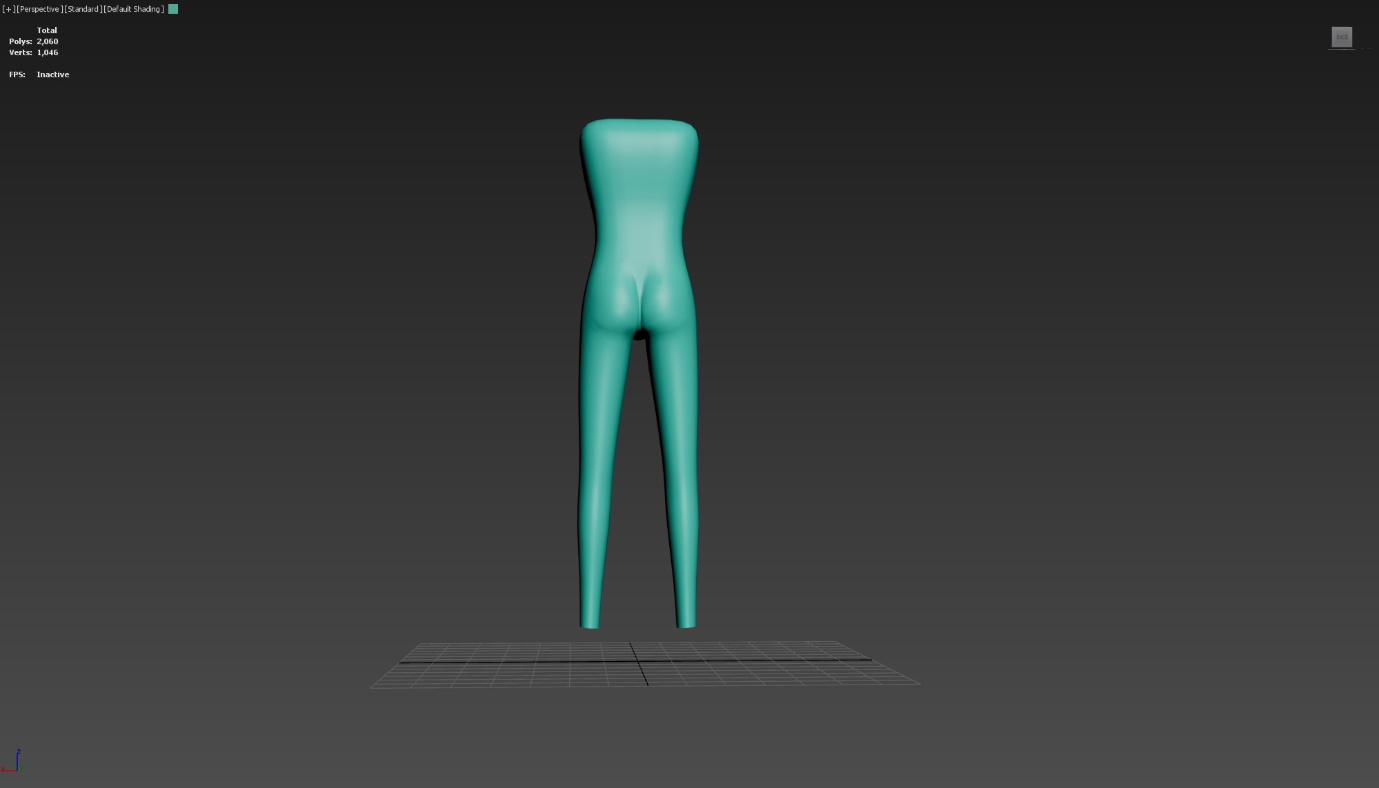 [+][Perspective][Standard][Default Shading]
Total
Polys: 2,060
Verts: 1,046
FPS: Inactive
z
x